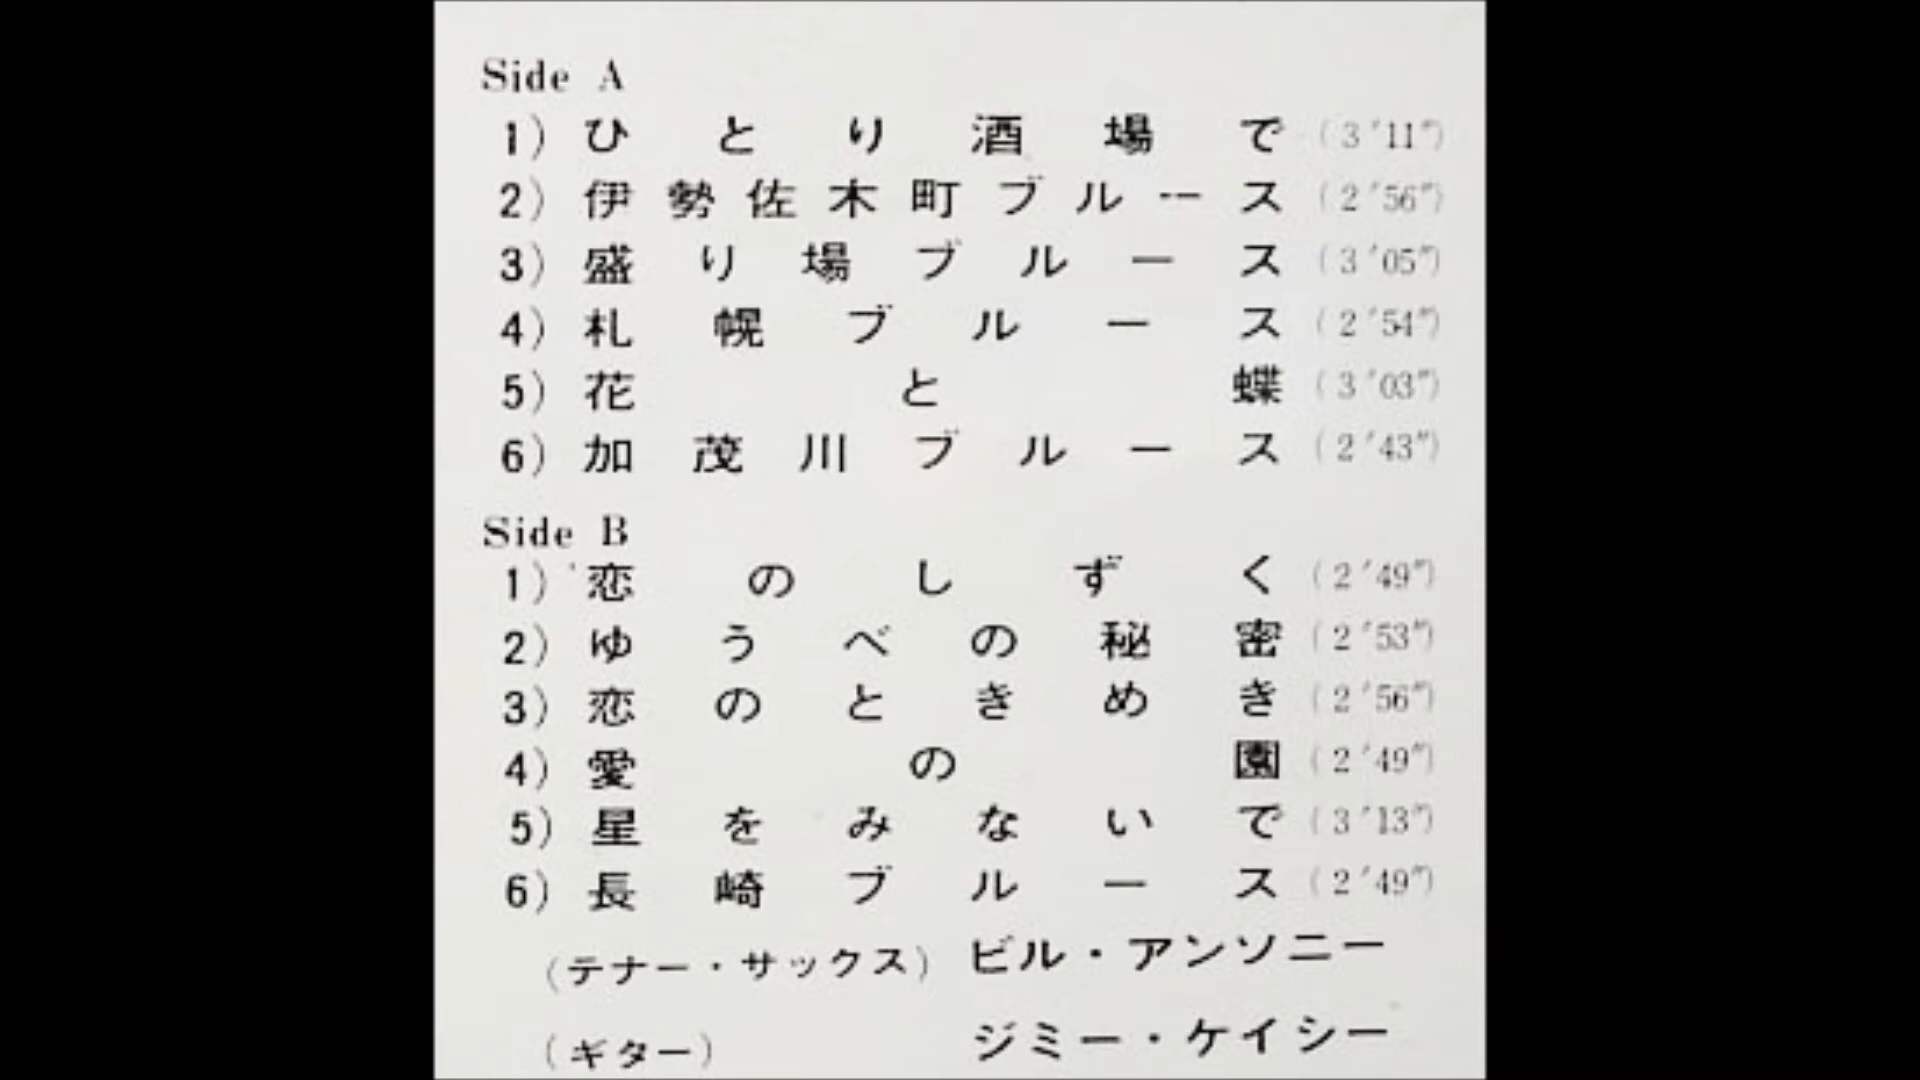 Side A
1) ひとり酒場で (3′11″)
2) 伊勢佐木町ブルース (2′56″)
3) 盛り場ブルース (3′05″)
4) 札幌ブルース (2′54″)
5) 花と蝶 (3′03″)
6) 加茂川ブルース (2′43″)
Side B
1) 恋のしずく (2′49″)
2) ゆうべの秘密 (2′53″)
3) 恋のときめき (2′56″)
4) 愛の園 (2′49″)
5) 星をみないで (3′13″)
6) 長崎ブルース (2′49″)
(テナー・サックス) ビル・アンソニー
(ギター) ジミー・ケイシー